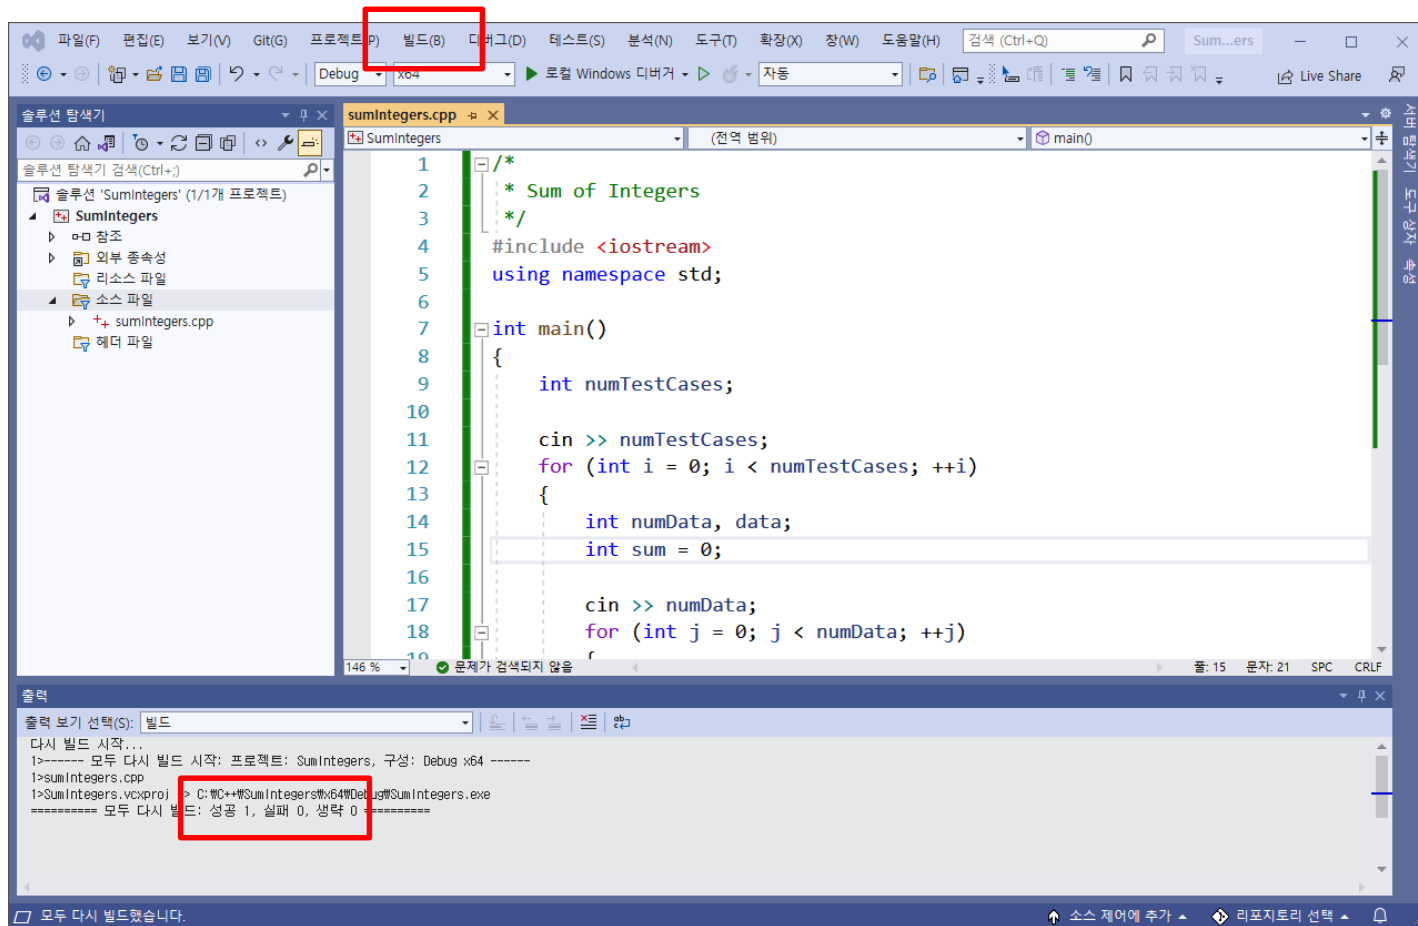 파일(F) 편집(E) 보기(V) Git(G) 프로젝트(P) 빌드(B) 디버그(D) 테스트(S) 분석(N) 도구(T) 확장(X) 창(W) 도움말(H) 검색 (Ctrl+Q) Sum...ers
Debug x64 로컬 Windows 디버거 자동 Live Share
솔루션 탐색기
솔루션 탐색기 검색(Ctrl+;)
솔루션 'SumIntegers' (1/1개 프로젝트)
SumIntegers
참조
외부 종속성
리소스 파일
소스 파일
sumIntegers.cpp
헤더 파일
sumIntegers.cpp
SumIntegers (전역 범위) main()
1 /*
2 * Sum of Integers
3 */
4 #include <iostream>
5 using namespace std;
6
7 int main()
8 {
9 int numTestCases;
10
11 cin >> numTestCases;
12 for (int i = 0; i < numTestCases; ++i)
13 {
14 int numData, data;
15 int sum = 0;
16
17 cin >> numData;
18 for (int j = 0; j < numData; ++j)
19 {
146 % 문제가 검색되지 않음 줄: 15 문자: 21 SPC CRLF
서버 탐색기
도구 상자
속성
출력
출력 보기 선택(S): 빌드
다시 빌드 시작...
1>------ 모두 다시 빌드 시작: 프로젝트: SumIntegers, 구성: Debug x64 ------
1>sumIntegers.cpp
1>SumIntegers.vcxproj -> C:₩C++₩SumIntegers₩x64₩Debug₩SumIntegers.exe
========== 모두 다시 빌드: 성공 1, 실패 0, 생략 0 ==========
모두 다시 빌드했습니다. 소스 제어에 추가 리포지토리 선택